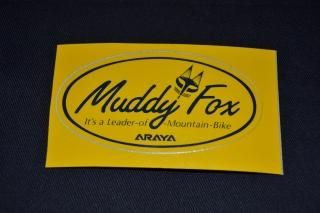 Muddy Fox
It's a Leader-of Mountain-Bike
ARAYA